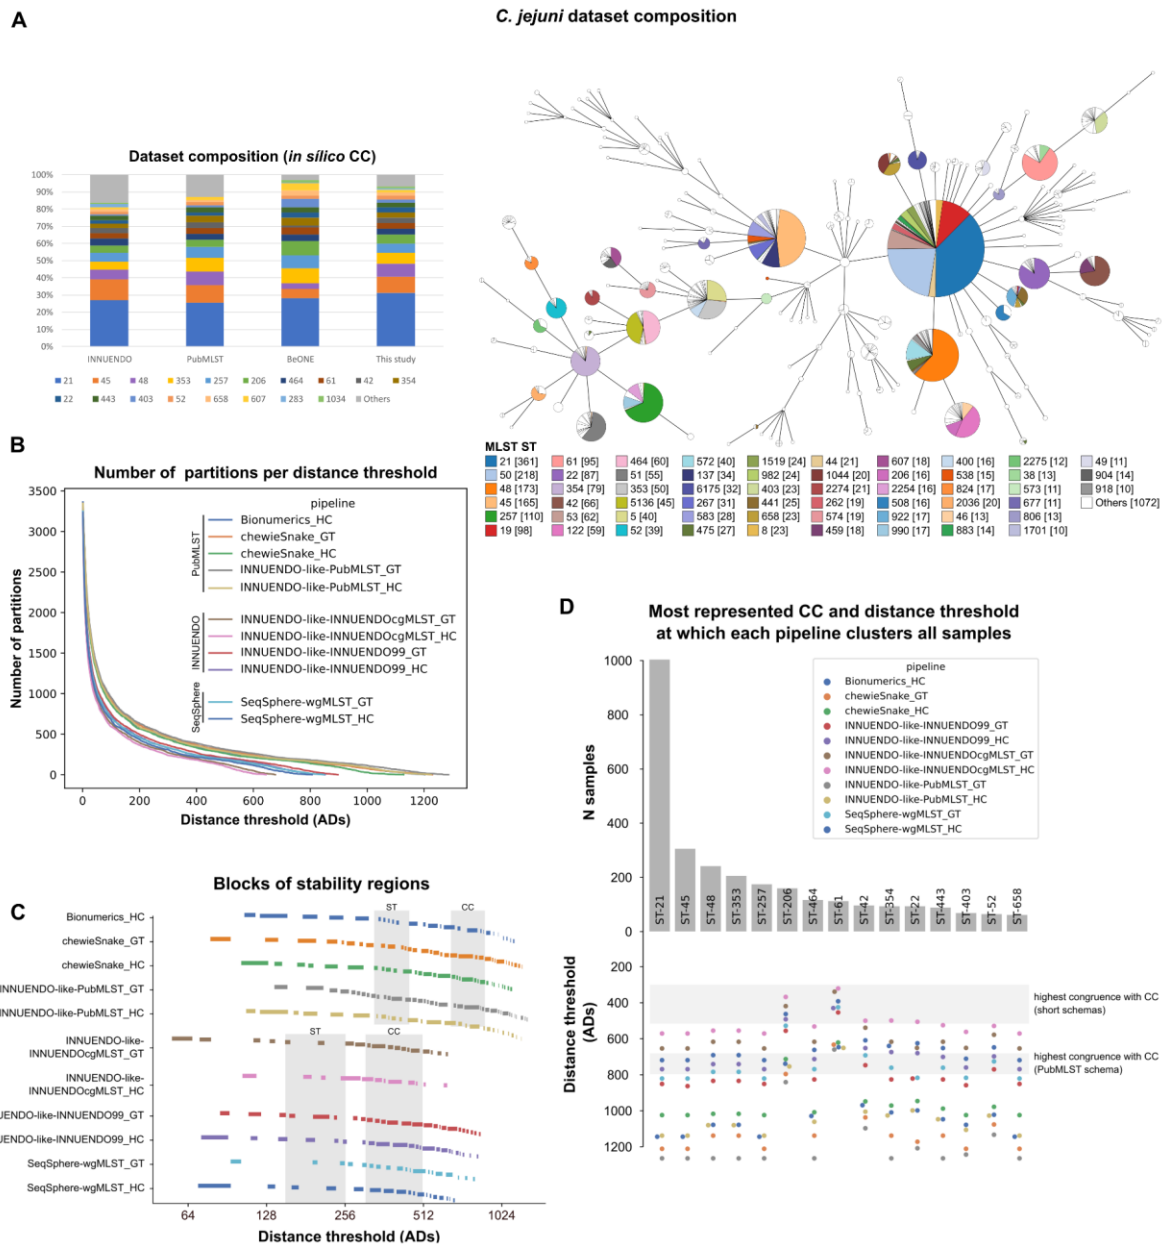 A
C. jejuni dataset composition
Dataset composition (in sílico CC)
100%
90%
80%
70%
60%
50%
40%
30%
20%
10%
0%
INNUENDO PubMLST BeONE This study
21 45 48 353 257 206 464 61 42 354
22 443 403 52 658 607 283 1034 Others
MLST ST
21 [361] 61 [95] 464 [60] 572 [40] 1519 [24] 44 [21] 607 [18] 400 [16] 2275 [12] 49 [11]
50 [218] 22 [87] 51 [55] 137 [34] 982 [24] 1044 [20] 206 [16] 538 [15] 38 [13] 904 [14]
48 [173] 354 [79] 353 [50] 6175 [32] 403 [23] 2274 [21] 2254 [16] 824 [17] 573 [11] 918 [10]
45 [165] 42 [66] 5136 [45] 267 [31] 441 [25] 262 [19] 508 [16] 2036 [20] 677 [11] Others [1072]
257 [110] 53 [62] 5 [40] 583 [28] 658 [23] 574 [19] 922 [17] 46 [13] 806 [13]
19 [98] 122 [59] 52 [39] 475 [27] 8 [23] 459 [18] 990 [17] 883 [14] 1701 [10]
B
Number of partitions per distance threshold
Number of partitions
3500
3000
2500
2000
1500
1000
500
0
0 200 400 600 800 1000 1200
Distance threshold (ADs)
pipeline
PubMLST
Bionumerics_HC
chewieSnake_GT
chewieSnake_HC
INNUENDO-like-PubMLST_GT
INNUENDO-like-PubMLST_HC
INNUENDO
INNUENDO-like-INNUENDOcgMLST_GT
INNUENDO-like-INNUENDOcgMLST_HC
INNUENDO-like-INNUENDO99_GT
INNUENDO-like-INNUENDO99_HC
SeqSphere
SeqSphere-wgMLST_GT
SeqSphere-wgMLST_HC
C
Blocks of stability regions
ST CC
Bionumerics_HC
chewieSnake_GT
chewieSnake_HC
INNUENDO-like-PubMLST_GT
INNUENDO-like-PubMLST_HC
ST CC
INNUENDO-like-
INNUENDOcgMLST_GT
INNUENDO-like-
INNUENDOcgMLST_HC
UENDO-like-INNUENDO99_GT
UENDO-like-INNUENDO99_HC
SeqSphere-wgMLST_GT
SeqSphere-wgMLST_HC
64 128 256 512 1024
Distance threshold (ADs)
D
Most represented CC and distance threshold
at which each pipeline clusters all samples
N samples
1000
800
600
400
200
0
pipeline
Bionumerics_HC
chewieSnake_GT
chewieSnake_HC
INNUENDO-like-INNUENDO99_GT
INNUENDO-like-INNUENDO99_HC
INNUENDO-like-INNUENDOcgMLST_GT
INNUENDO-like-INNUENDOcgMLST_HC
INNUENDO-like-PubMLST_GT
INNUENDO-like-PubMLST_HC
SeqSphere-wgMLST_GT
SeqSphere-wgMLST_HC
ST-21 ST-45 ST-48 ST-353 ST-257 ST-206 ST-464 ST-61 ST-42 ST-354 ST-22 ST-443 ST-403 ST-52 ST-658
Distance threshold
(ADs)
200
400
600
800
1000
1200
highest congruence with CC
(short schemas)
highest congruence with CC
(PubMLST schema)